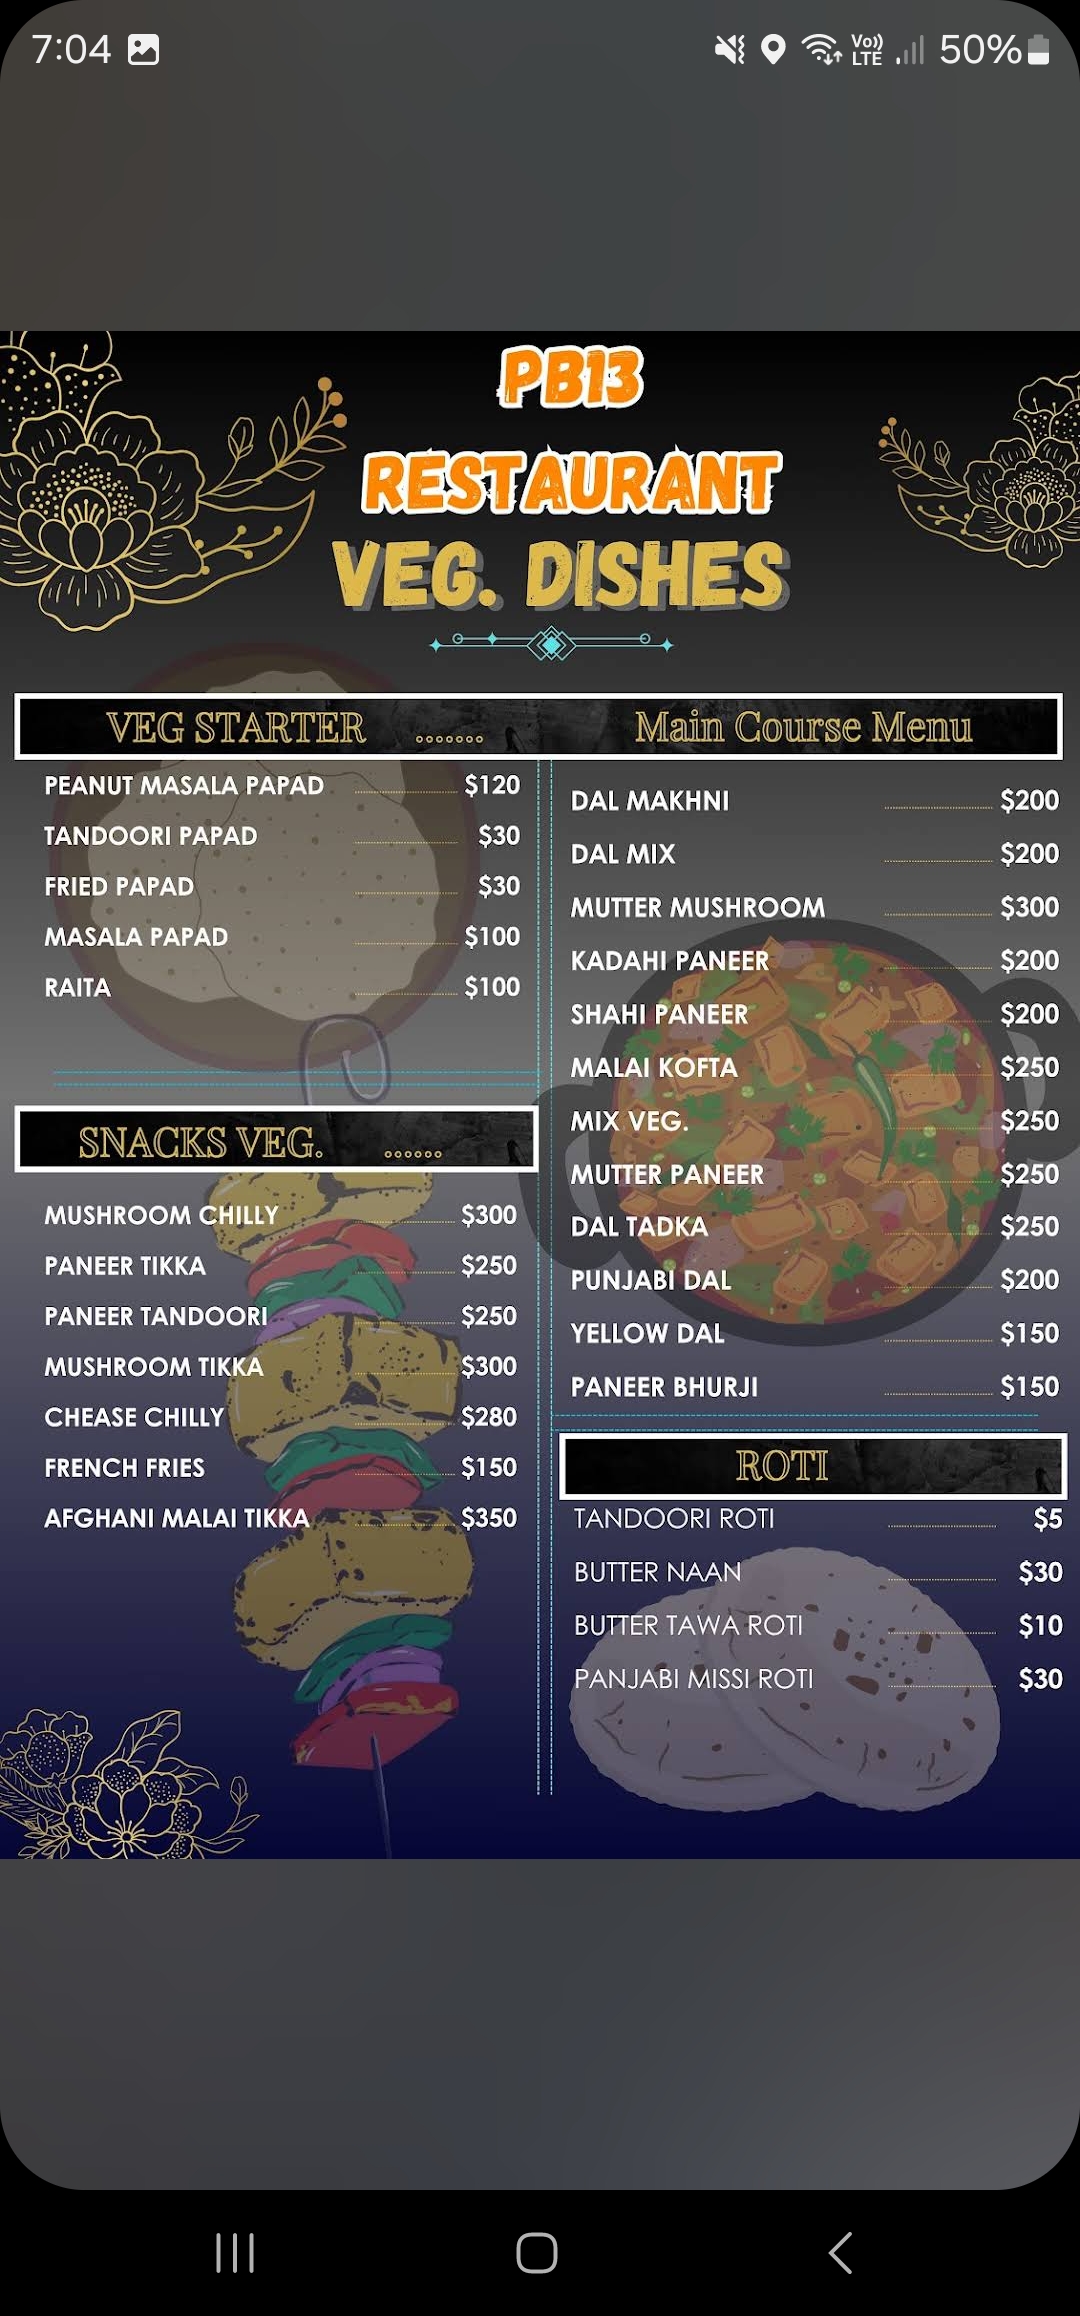 7:04
Vo))
LTE
50%
PB13
RESTAURANT
VEG. DISHES
VEG STARTER .......
PEANUT MASALA PAPAD $120
TANDOORI PAPAD $30
FRIED PAPAD $30
MASALA PAPAD $100
RAITA $100
SNACKS VEG. ......
MUSHROOM CHILLY $300
PANEER TIKKA $250
PANEER TANDOORI $250
MUSHROOM TIKKA $300
CHEASE CHILLY $280
FRENCH FRIES $150
AFGHANI MALAI TIKKA $350
Main Course Menu
DAL MAKHNI $200
DAL MIX $200
MUTTER MUSHROOM $300
KADAHI PANEER $200
SHAHI PANEER $200
MALAI KOFTA $250
MIX VEG. $250
MUTTER PANEER $250
DAL TADKA $250
PUNJABI DAL $200
YELLOW DAL $150
PANEER BHURJI $150
ROTI
TANDOORI ROTI $5
BUTTER NAAN $30
BUTTER TAWA ROTI $10
PANJABI MISSI ROTI $30